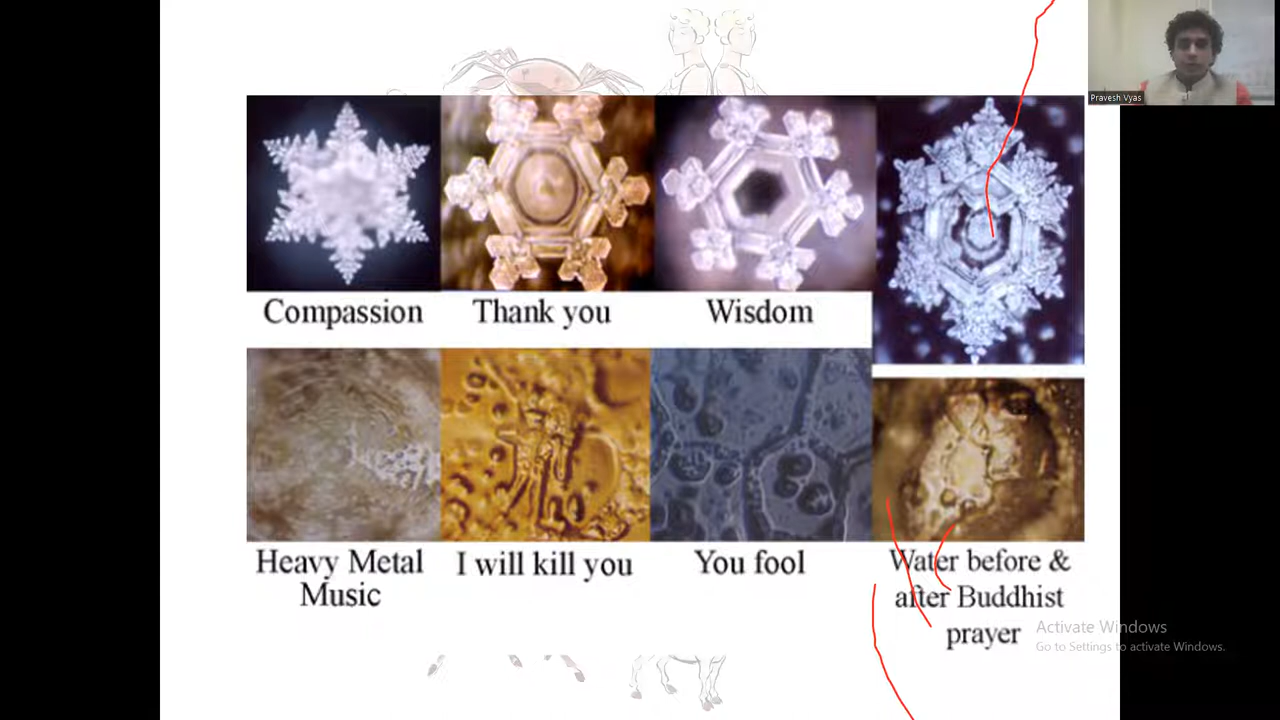 Pravesh Vyas
Compassion
Thank you
Wisdom
Heavy Metal
Music
I will kill you
You fool
Water before &
after Buddhist
prayer
Activate Windows
Go to Settings to activate Windows.